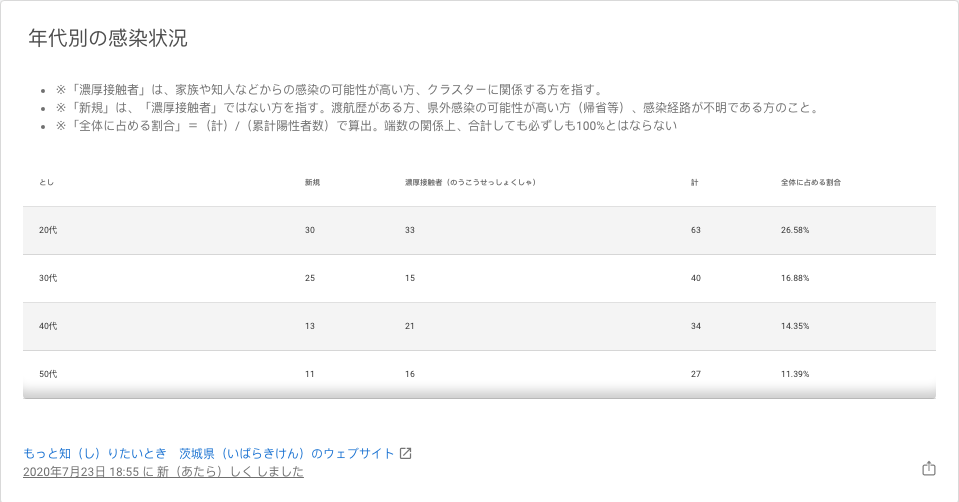 年代別の感染状況
※「濃厚接触者」は、家族や知人などからの感染の可能性が高い方、クラスターに関係する方を指す。
※「新規」は、「濃厚接触者」ではない方を指す。渡航歴がある方、県外感染の可能性が高い方（帰省等）、感染経路が不明である方のこと。
※「全体に占める割合」＝（計）/（累計陽性者数）で算出。端数の関係上、合計しても必ずしも100%とはならない
とし 新規 濃厚接触者（のうこうせっしょくしゃ） 計 全体に占める割合
20代 30 33 63 26.58%
30代 25 15 40 16.88%
40代 13 21 34 14.35%
50代 11 16 27 11.39%
もっと知（し）りたいとき　茨城県（いばらきけん）のウェブサイト
2020年7月23日 18:55 に 新（あたら）しく しました